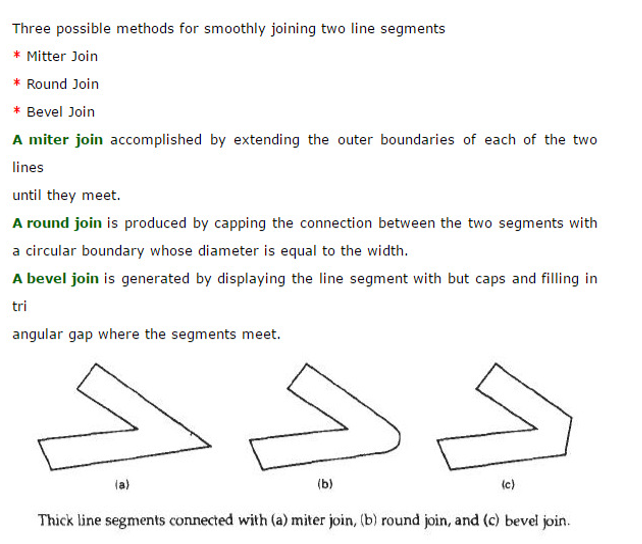 Three possible methods for smoothly joining two line segments
* Mitter Join
* Round Join
* Bevel Join
A miter join accomplished by extending the outer boundaries of each of the two
lines
until they meet.
A round join is produced by capping the connection between the two segments with
a circular boundary whose diameter is equal to the width.
A bevel join is generated by displaying the line segment with but caps and filling in
tri
angular gap where the segments meet.
(a) (b) (c)
Thick line segments connected with (a) miter join, (b) round join, and (c) bevel join.